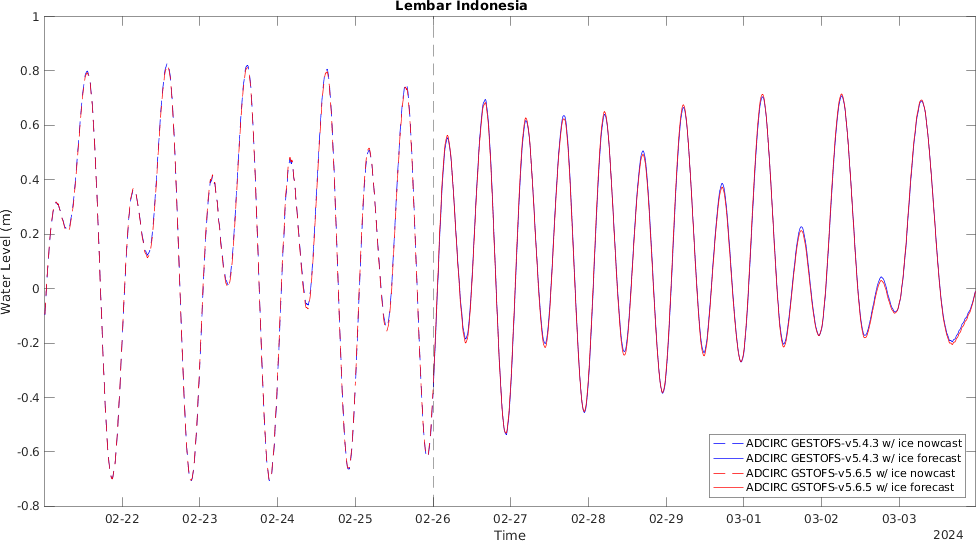 Lembar Indonesia
1
0.8
0.6
0.4
0.2
0
-0.2
-0.4
-0.6
-0.8
Water Level (m)
02-22 02-23 02-24 02-25 02-26 02-27 02-28 02-29 03-01 03-02 03-03
Time
2024
ADCIRC GESTOFS-v5.4.3 w/ ice nowcast
ADCIRC GESTOFS-v5.4.3 w/ ice forecast
ADCIRC GSTOFS-v5.6.5 w/ ice nowcast
ADCIRC GSTOFS-v5.6.5 w/ ice forecast